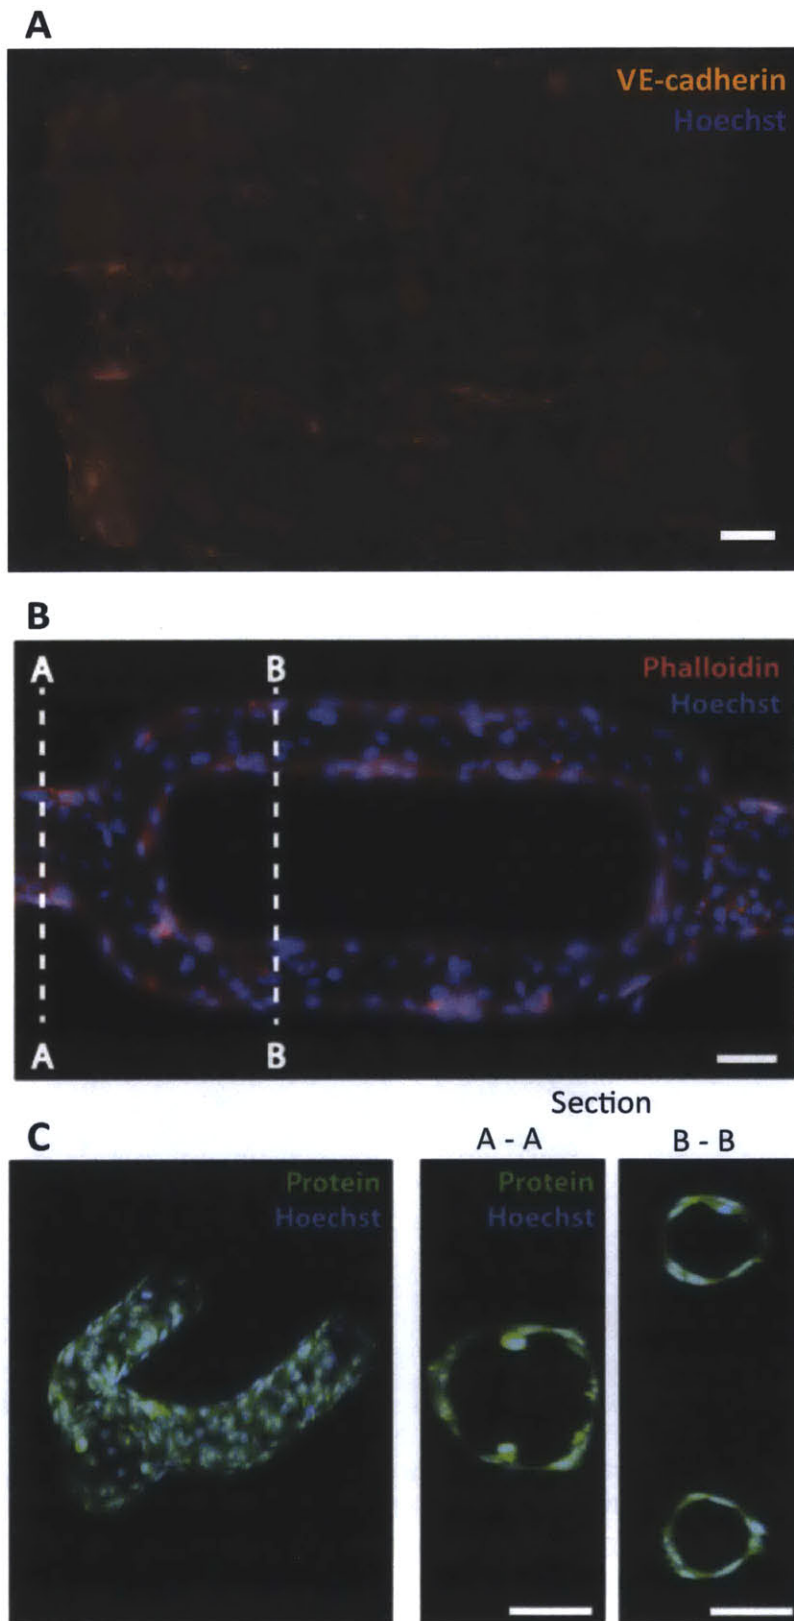 A
VE-cadherin
Hoechst
B
A B
Phalloidin
Hoechst
A B
Section
C
A - A B - B
Protein
Hoechst
Protein
Hoechst